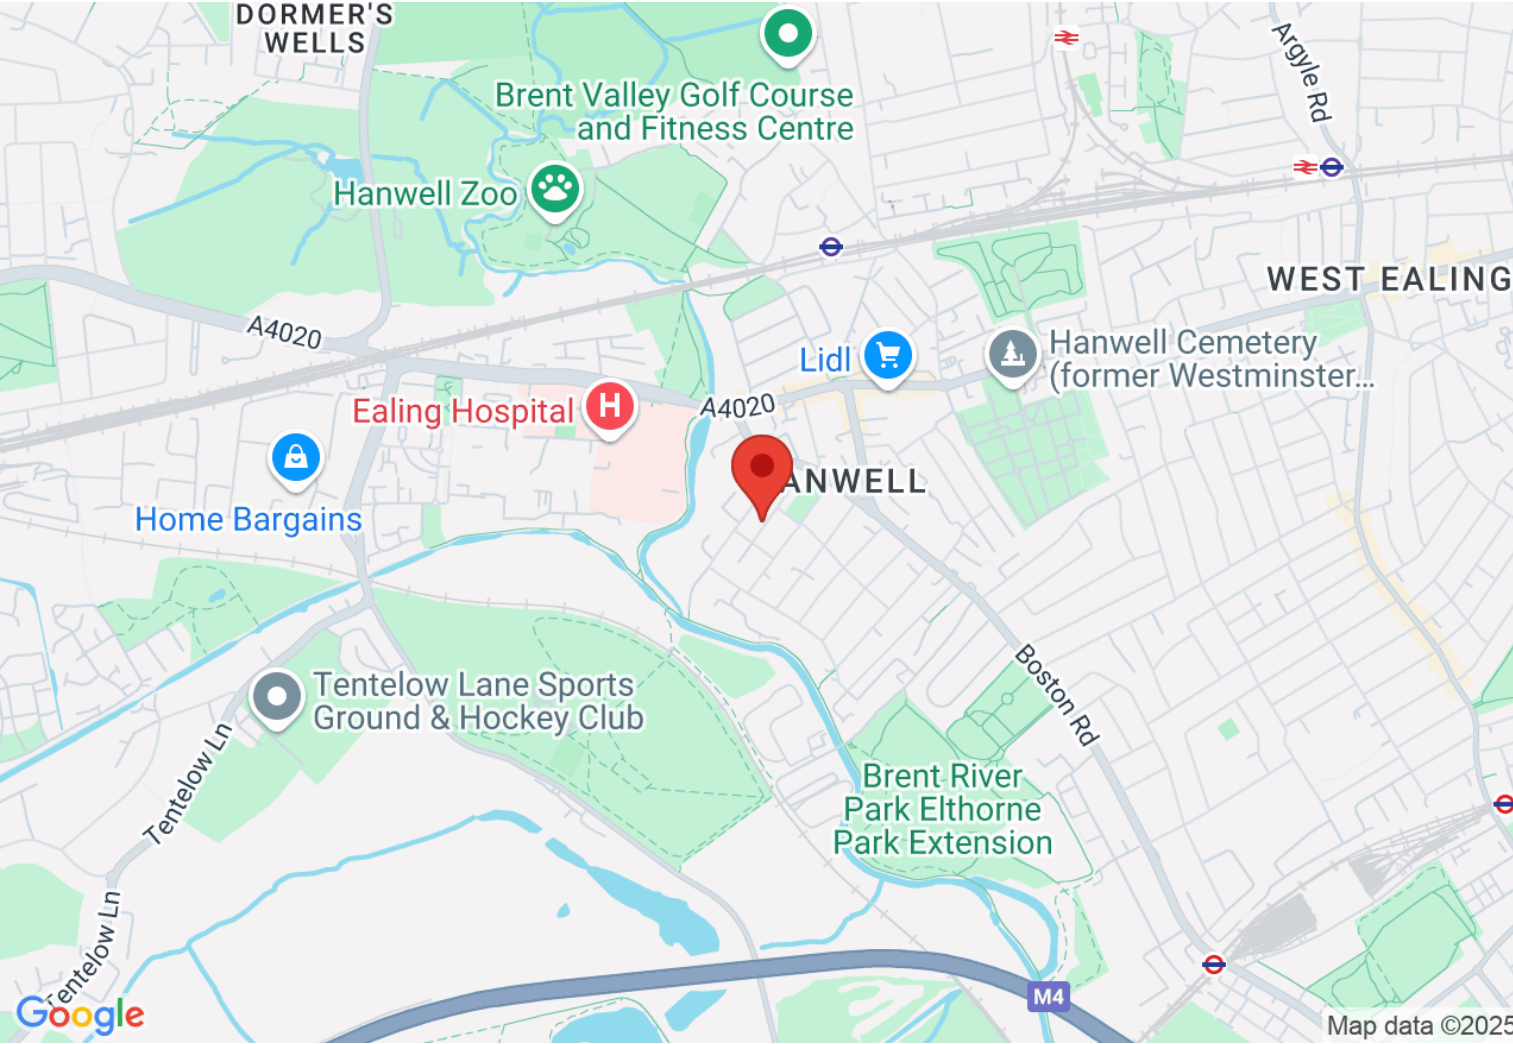 DORMER'S
WELLS
Argyle Rd
Brent Valley Golf Course
and Fitness Centre
Hanwell Zoo
WEST EALING
A4020
Hanwell Cemetery
(former Westminster...
Lidl
A4020
Ealing Hospital
H
HANWELL
Home Bargains
Tentelow Lane Sports
Ground & Hockey Club
Boston Rd
Tentelow Ln
Brent River
Park Elthorne
Park Extension
Tentelow Ln
M4
Google
Map data ©2025